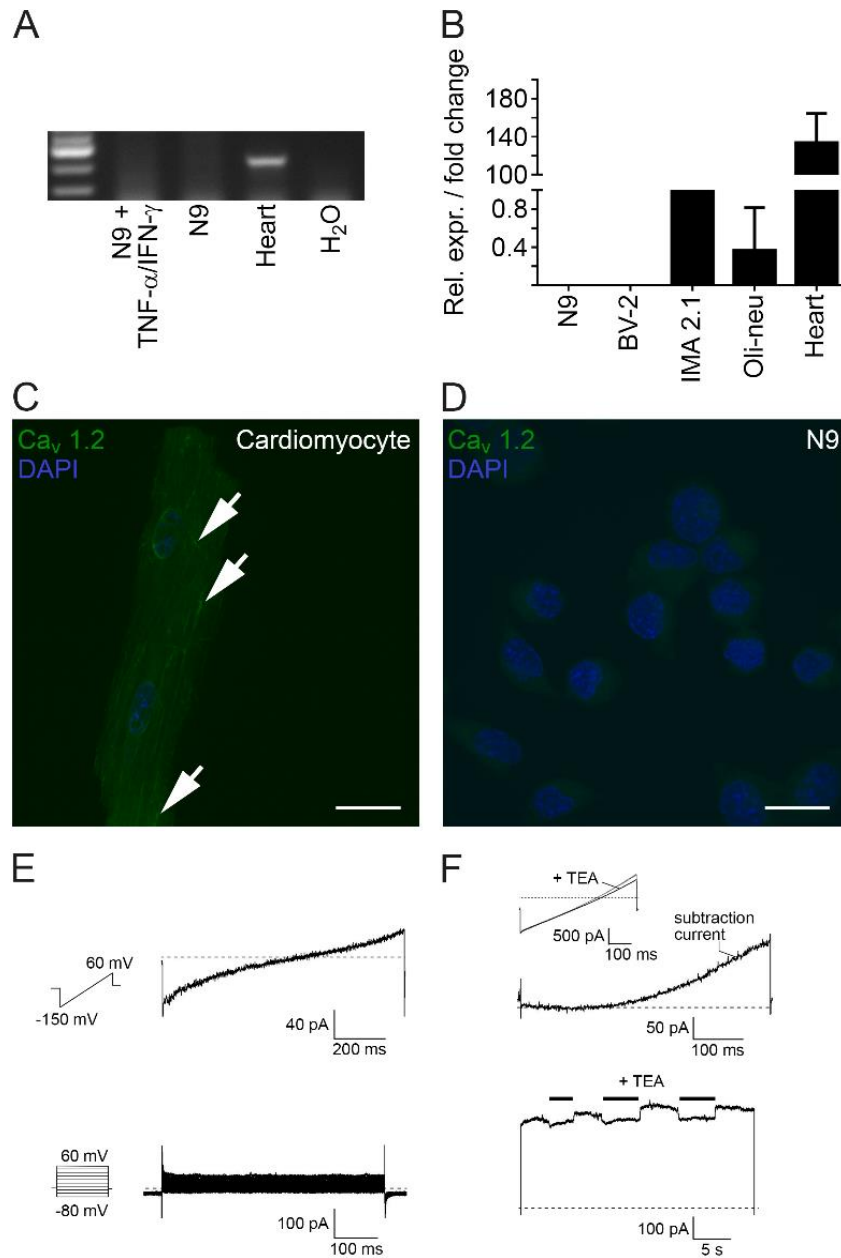 A
N9 +
TNF-α/IFN-γ
N9
Heart
H₂O
B
Rel. expr. / fold change
180
140
100
0.8
0.4
N9
BV-2
IMA 2.1
Oli-neu
Heart
C
Caᵥ 1.2
DAPI
Cardiomyocyte
D
Caᵥ 1.2
DAPI
N9
E
60 mV
-150 mV
40 pA
200 ms
60 mV
-80 mV
100 pA
100 ms
F
+ TEA
500 pA
100 ms
subtraction
current
50 pA
100 ms
+ TEA
100 pA
5 s